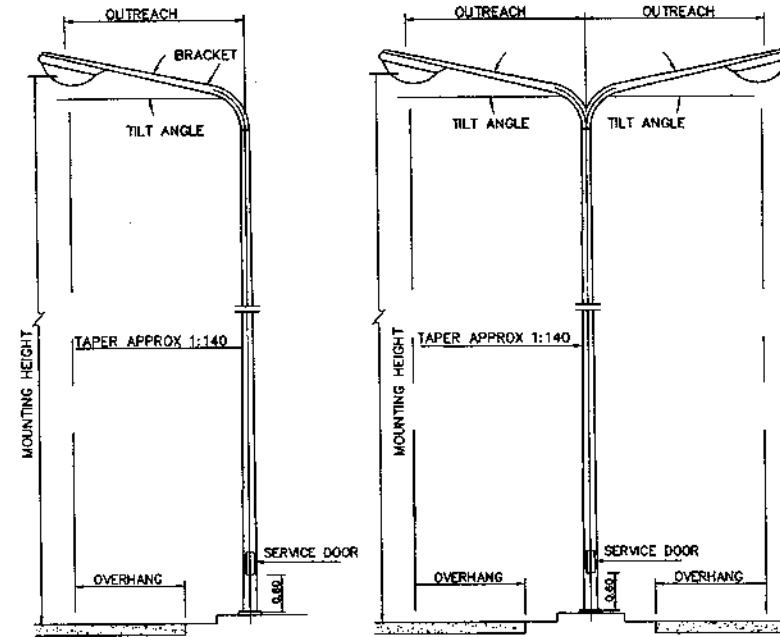 OUTREACH
BRACKET
TILT ANGLE
MOUNTING HEIGHT
TAPER APPROX 1:140
SERVICE DOOR
OVERHANG
0.60
OUTREACH
OUTREACH
TILT ANGLE
TILT ANGLE
MOUNTING HEIGHT
TAPER APPROX 1:140
SERVICE DOOR
OVERHANG
0.60
OVERHANG